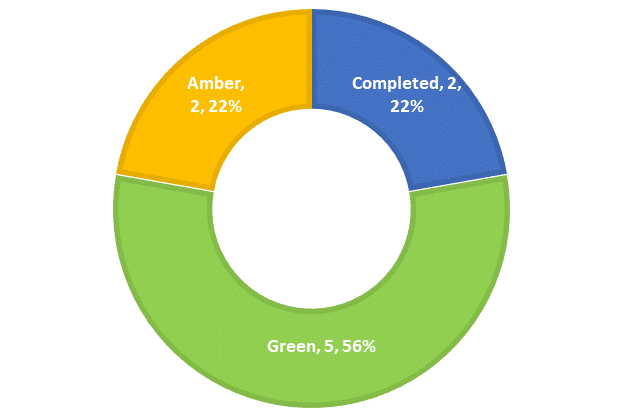 Amber,
2, 22%
Completed, 2,
22%
Green, 5, 56%